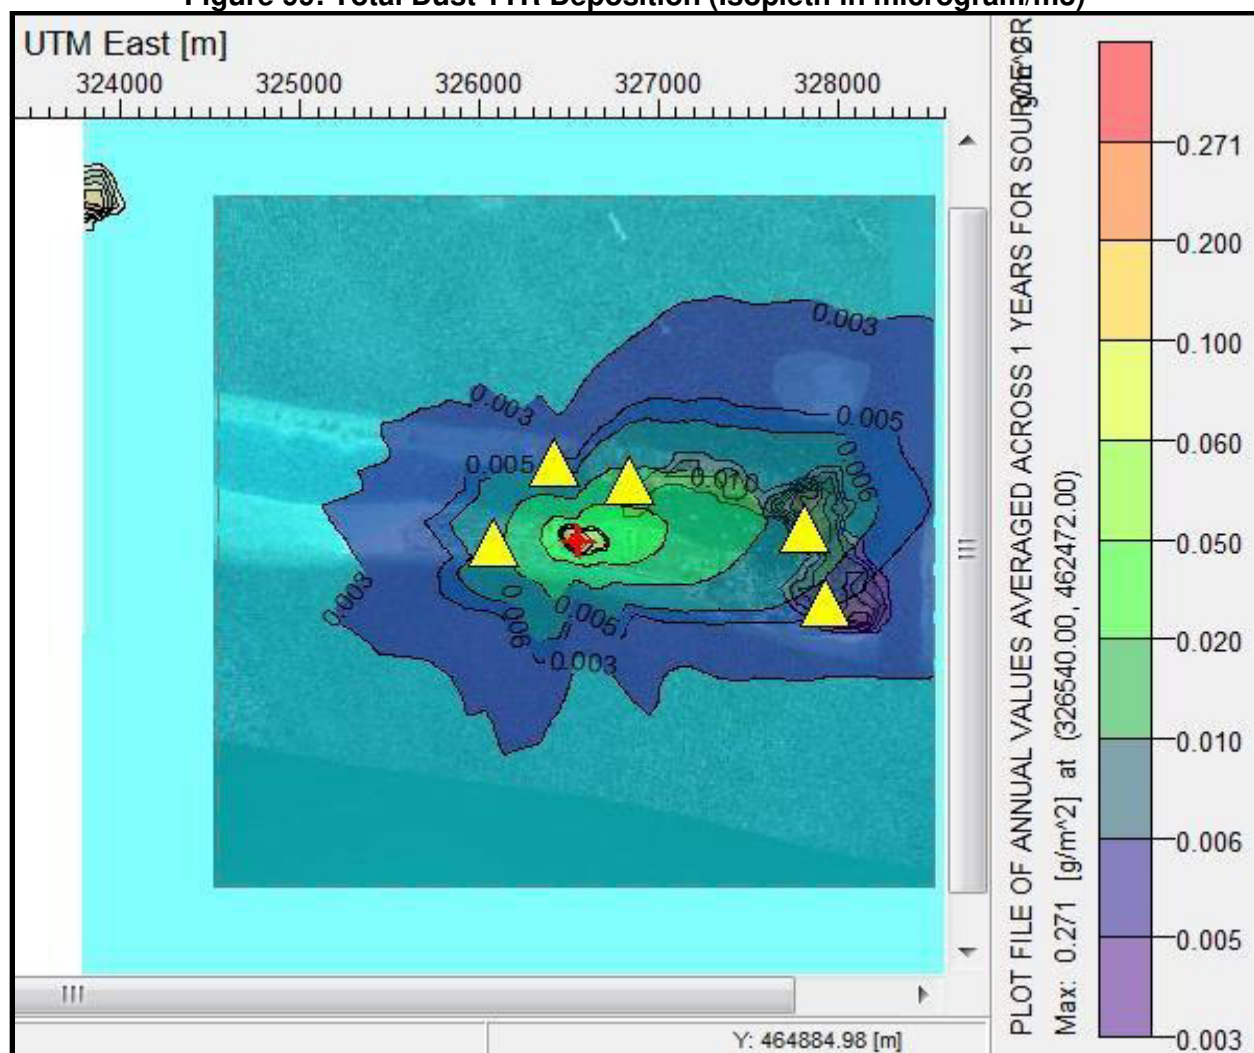 Figure 39: Total Dust 1YR Deposition (Isopleth in microgram/m3)
UTM East [m]
324000 325000 326000 327000 328000
0.003
0.003
0.005
0.005
0.006
0.010
0.003
0.006
0.005
0.003
PLOT FILE OF ANNUAL VALUES AVERAGED ACROSS 1 YEARS FOR SOURCE GR
Max: 0.271 [g/m^2] at (326540.00, 462472.00)
g/m^2
0.271
0.200
0.100
0.060
0.050
0.020
0.010
0.006
0.005
0.003
Y: 464884.98 [m]